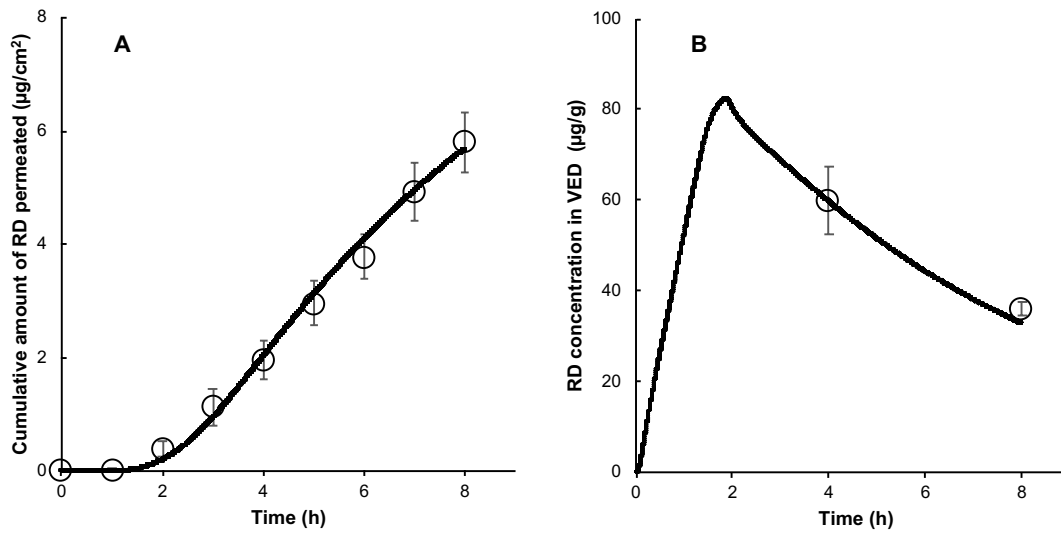 A
Cumulative amount of RD permeated (μg/cm²)
8
6
4
2
0
0 2 4 6 8
Time (h)
B
RD concentration in VED (μg/g)
100
80
60
40
20
0
0 2 4 6 8
Time (h)